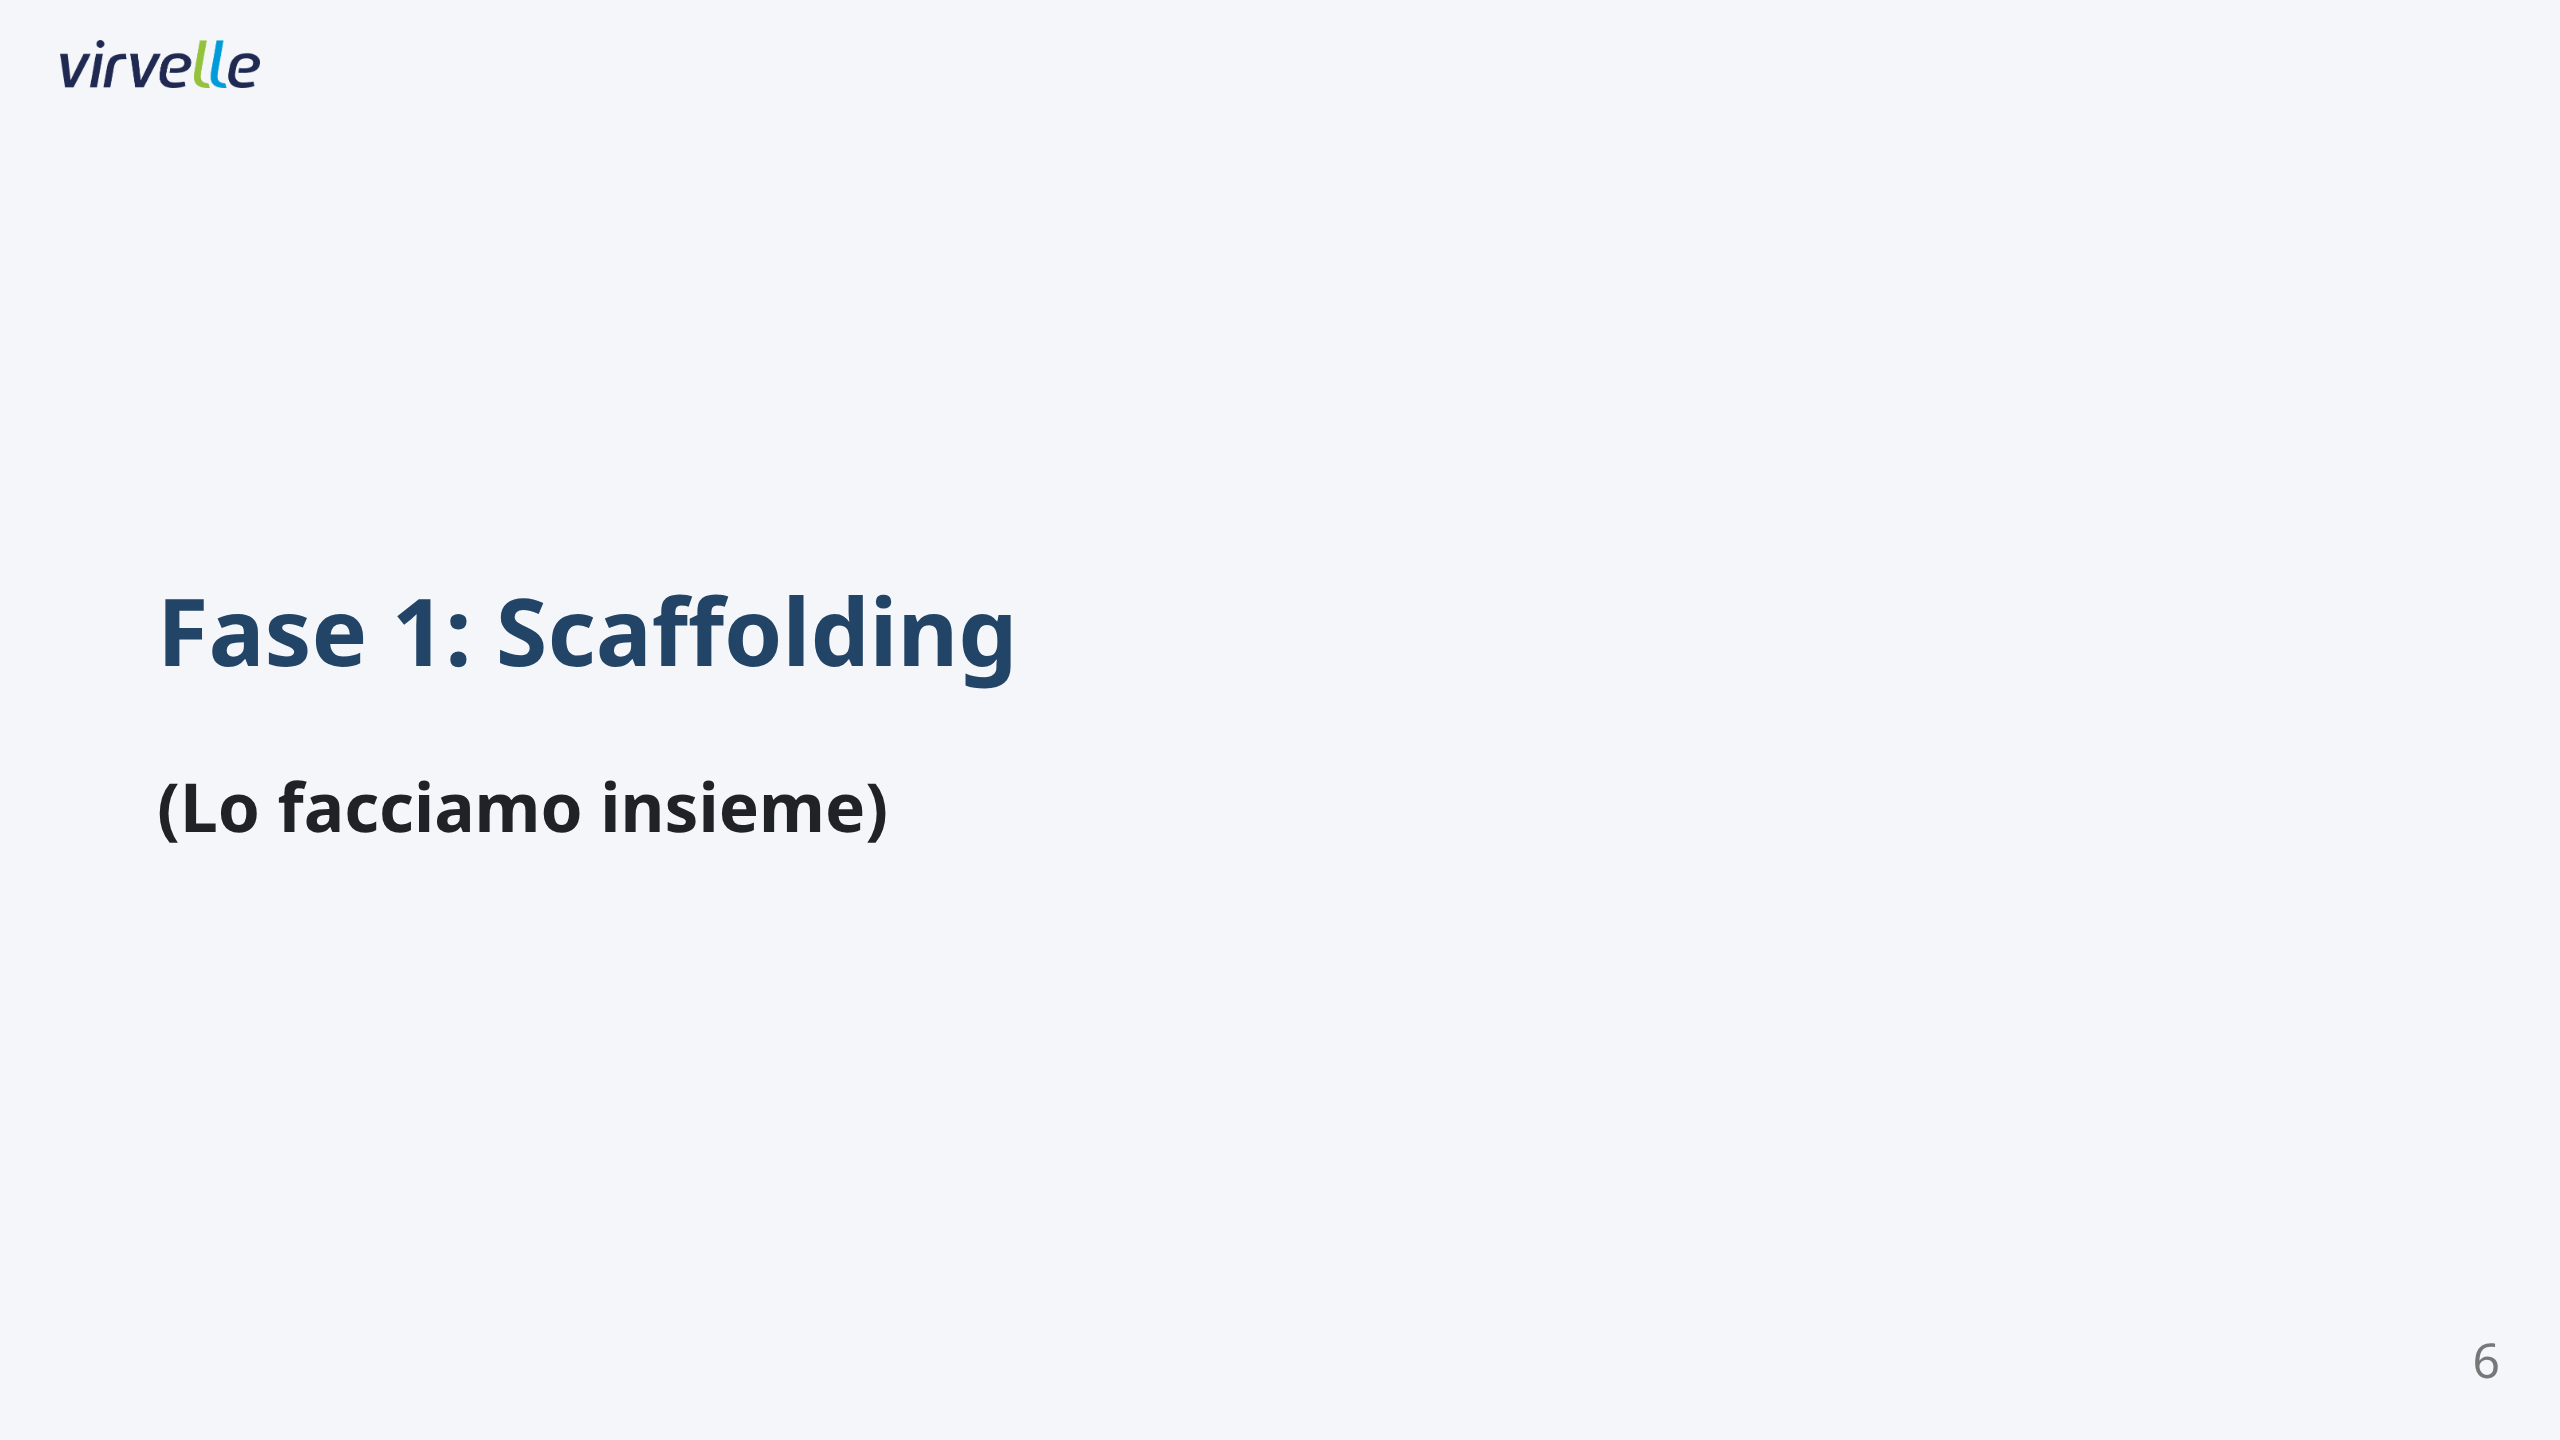 virvelle
Fase 1: Scaffolding
(Lo facciamo insieme)
6